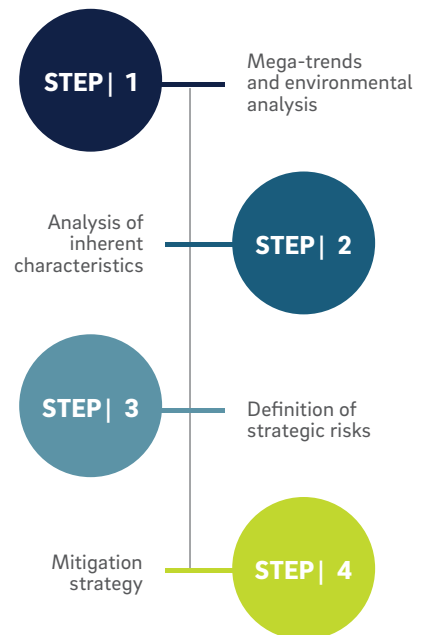 STEP| 1
Mega-trends
and environmental
analysis
Analysis of
inherent
characteristics
STEP| 2
STEP| 3
Definition of
strategic risks
Mitigation
strategy
STEP| 4